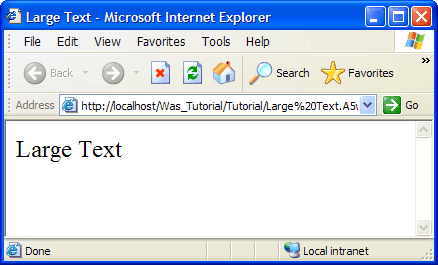 Large Text - Microsoft Internet Explorer
File Edit View Favorites Tools Help
Back Search Favorites
Address http://localhost/Was_Tutorial/Tutorial/Large%20Text.A5w Go
Large Text
Done Local intranet